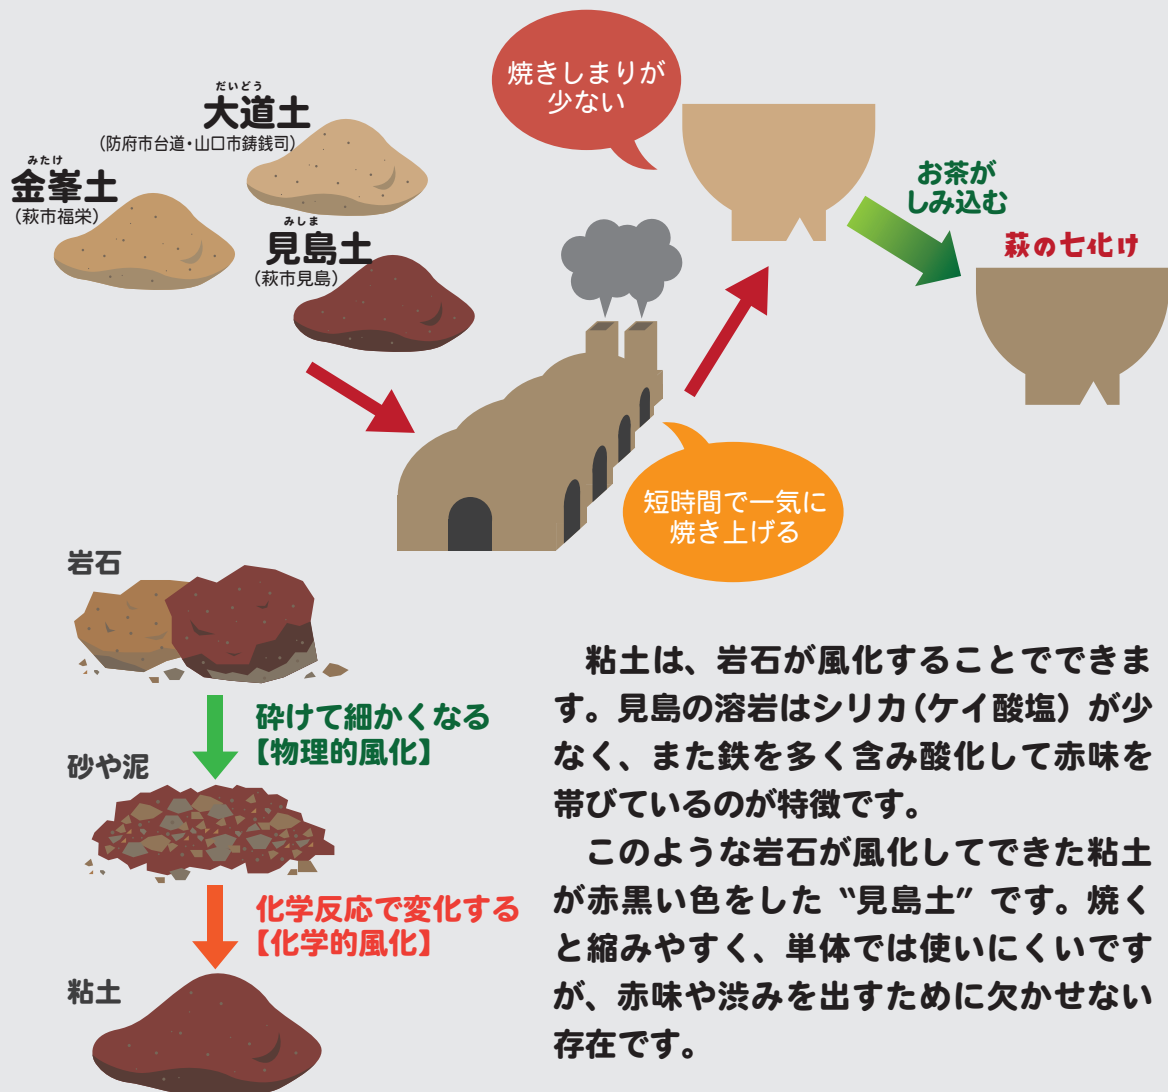 だいどう
大道土
（防府市台道・山口市鋳銭司）
みたけ
金峯土
（萩市福栄）
みしま
見島土
（萩市見島）
焼きしまりが
少ない
お茶が
しみ込む
萩の七化け
短時間で一気に
焼き上げる
岩石
砕けて細かくなる
【物理的風化】
砂や泥
化学反応で変化する
【化学的風化】
粘土
粘土は、岩石が風化することでできま
す。見島の溶岩はシリカ（ケイ酸塩）が少
なく、また鉄を多く含み酸化して赤味を
帯びているのが特徴です。
このような岩石が風化してできた粘土
が赤黒い色をした〝見島土″です。焼く
と縮みやすく、単体では使いにくいです
が、赤味や渋みを出すために欠かせない
存在です。